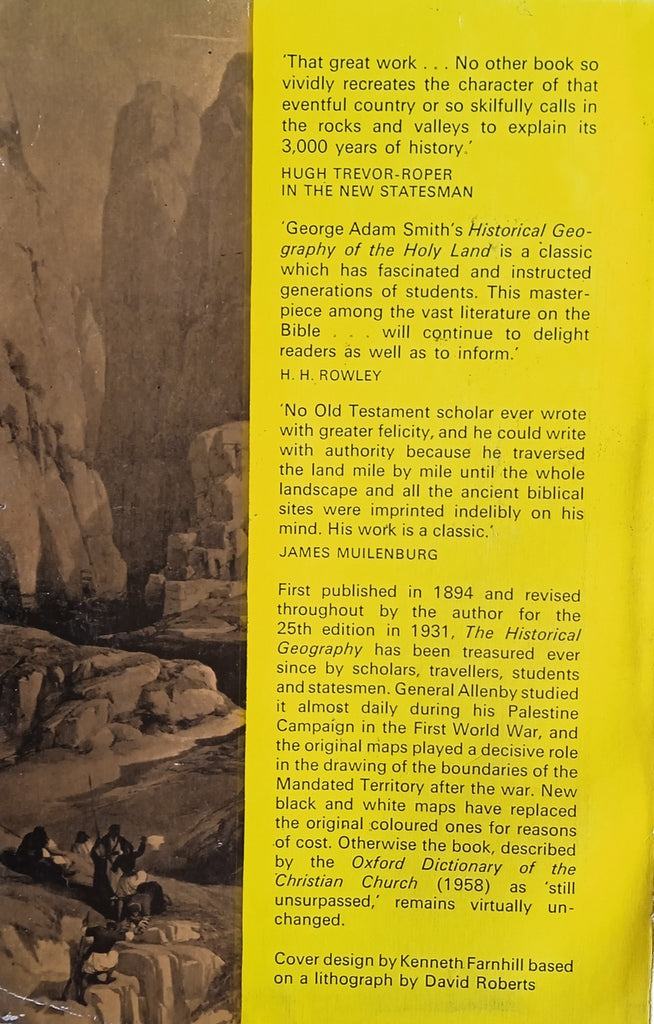 'That great work . . . No other book so
vividly recreates the character of that
eventful country or so skilfully calls in
the rocks and valleys to explain its
3,000 years of history.'
HUGH TREVOR-ROPER
IN THE NEW STATESMAN
'George Adam Smith's Historical Geo-
graphy of the Holy Land is a classic
which has fascinated and instructed
generations of students. This master-
piece among the vast literature on the
Bible . . . will continue to delight
readers as well as to inform.'
H. H. ROWLEY
'No Old Testament scholar ever wrote
with greater felicity, and he could write
with authority because he traversed
the land mile by mile until the whole
landscape and all the ancient biblical
sites were imprinted indelibly on his
mind. His work is a classic.'
JAMES MUILENBURG
First published in 1894 and revised
throughout by the author for the
25th edition in 1931, The Historical
Geography has been treasured ever
since by scholars, travellers, students
and statesmen. General Allenby studied
it almost daily during his Palestine
Campaign in the First World War, and
the original maps played a decisive role
in the drawing of the boundaries of the
Mandated Territory after the war. New
black and white maps have replaced
the original coloured ones for reasons
of cost. Otherwise the book, described
by the Oxford Dictionary of the
Christian Church (1958) as 'still
unsurpassed,' remains virtually un-
changed.
Cover design by Kenneth Farnhill based
on a lithograph by David Roberts